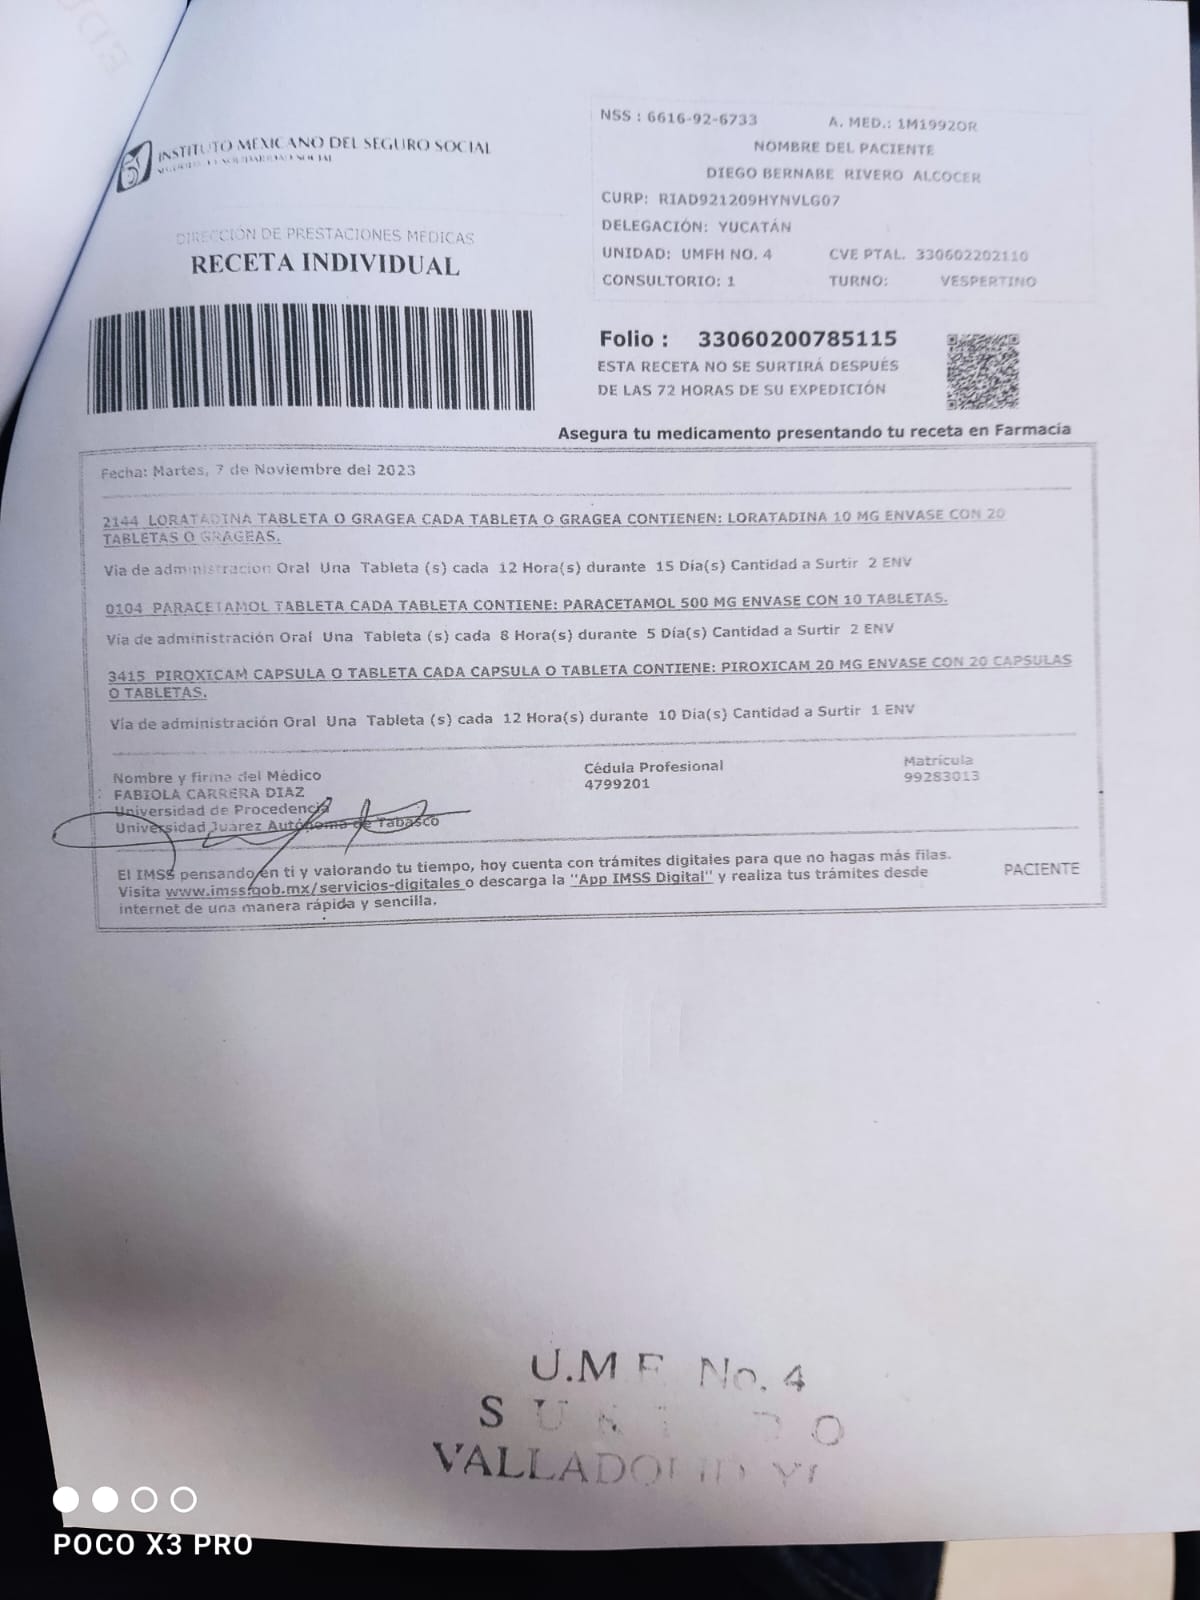 INSTITUTO MEXICANO DEL SEGURO SOCIAL
SEGURIDAD Y SOLIDARIDAD SOCIAL
DIRECCIÓN DE PRESTACIONES MEDICAS
RECETA INDIVIDUAL
NSS : 6616-92-6733 A. MED.: 1M1992OR
NOMBRE DEL PACIENTE
DIEGO BERNABE RIVERO ALCOCER
CURP: RIAD921209HYNVLG07
DELEGACIÓN: YUCATÁN
UNIDAD: UMFH NO. 4 CVE PTAL. 330602202110
CONSULTORIO: 1 TURNO: VESPERTINO
Folio : 33060200785115
ESTA RECETA NO SE SURTIRÁ DESPUÉS
DE LAS 72 HORAS DE SU EXPEDICIÓN
Asegura tu medicamento presentando tu receta en Farmacia
Fecha: Martes, 7 de Noviembre del 2023
2144 LORATADINA TABLETA O GRAGEA CADA TABLETA O GRAGEA CONTIENEN: LORATADINA 10 MG ENVASE CON 20
TABLETAS O GRAGEAS.
Via de administracion Oral Una Tableta (s) cada 12 Hora(s) durante 15 Día(s) Cantidad a Surtir 2 ENV
0104 PARACETAMOL TABLETA CADA TABLETA CONTIENE: PARACETAMOL 500 MG ENVASE CON 10 TABLETAS.
Vía de administración Oral Una Tableta (s) cada 8 Hora(s) durante 5 Día(s) Cantidad a Surtir 2 ENV
3415 PIROXICAM CAPSULA O TABLETA CADA CAPSULA O TABLETA CONTIENE: PIROXICAM 20 MG ENVASE CON 20 CAPSULAS
O TABLETAS.
Vía de administración Oral Una Tableta (s) cada 12 Hora(s) durante 10 Día(s) Cantidad a Surtir 1 ENV
Nombre y firma del Médico Cédula Profesional Matrícula
FABIOLA CARRERA DIAZ 4799201 99283013
Universidad de Procedencia
Universidad Juárez Autónoma de Tabasco
El IMSS pensando en ti y valorando tu tiempo, hoy cuenta con trámites digitales para que no hagas más filas.
Visita www.imss.gob.mx/servicios-digitales o descarga la "App IMSS Digital" y realiza tus trámites desde
internet de una manera rápida y sencilla.
PACIENTE
U.M F No. 4
SURTIDO
VALLADOLID YU
POCO X3 PRO